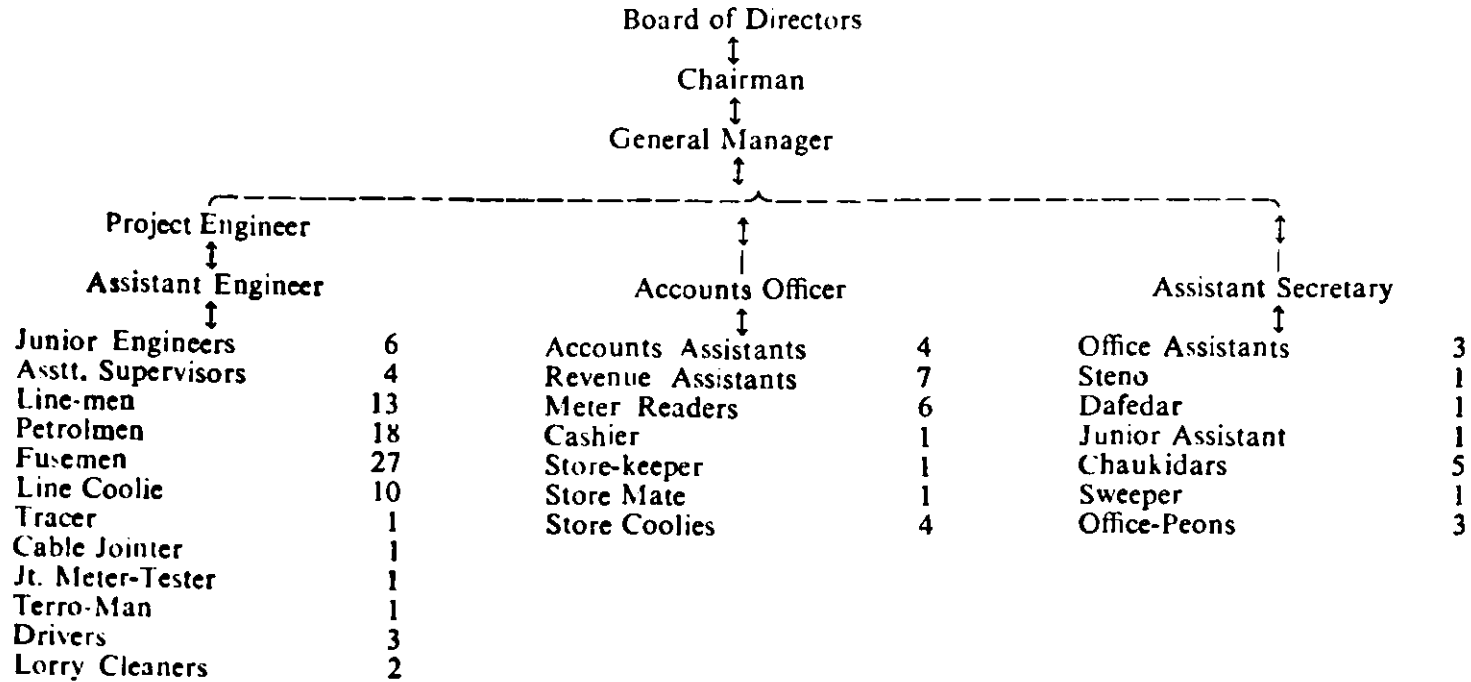 Board of Directors
Chairman
General Manager
Project Engineer
Assistant Engineer
Accounts Officer
Assistant Secretary
Junior Engineers 6
Asstt. Supervisors 4
Line-men 13
Petrolmen 18
Fusemen 27
Line Coolie 10
Tracer 1
Cable Jointer 1
Jt. Meter-Tester 1
Terro-Man 1
Drivers 3
Lorry Cleaners 2
Accounts Assistants 4
Revenue Assistants 7
Meter Readers 6
Cashier 1
Store-keeper 1
Store Mate 1
Store Coolies 4
Office Assistants 3
Steno 1
Dafedar 1
Junior Assistant 1
Chaukidars 5
Sweeper 1
Office-Peons 3